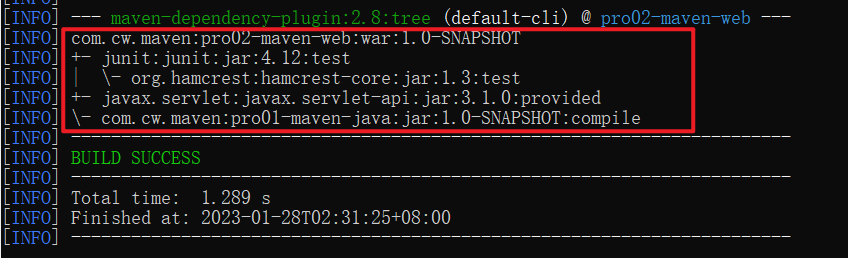 [INFO]
[INFO] --- maven-dependency-plugin:2.8:tree (default-cli) @ pro02-maven-web ---
[INFO] com.cw.maven:pro02-maven-web:war:1.0-SNAPSHOT
[INFO] +- junit:junit:jar:4.12:test
[INFO] |  \- org.hamcrest:hamcrest-core:jar:1.3:test
[INFO] +- javax.servlet:javax.servlet-api:jar:3.1.0:provided
[INFO] \- com.cw.maven:pro01-maven-java:jar:1.0-SNAPSHOT:compile
[INFO] ------------------------------------------------------------------------
[INFO] BUILD SUCCESS
[INFO] ------------------------------------------------------------------------
[INFO] Total time:  1.289 s
[INFO] Finished at: 2023-01-28T02:31:25+08:00
[INFO] ------------------------------------------------------------------------